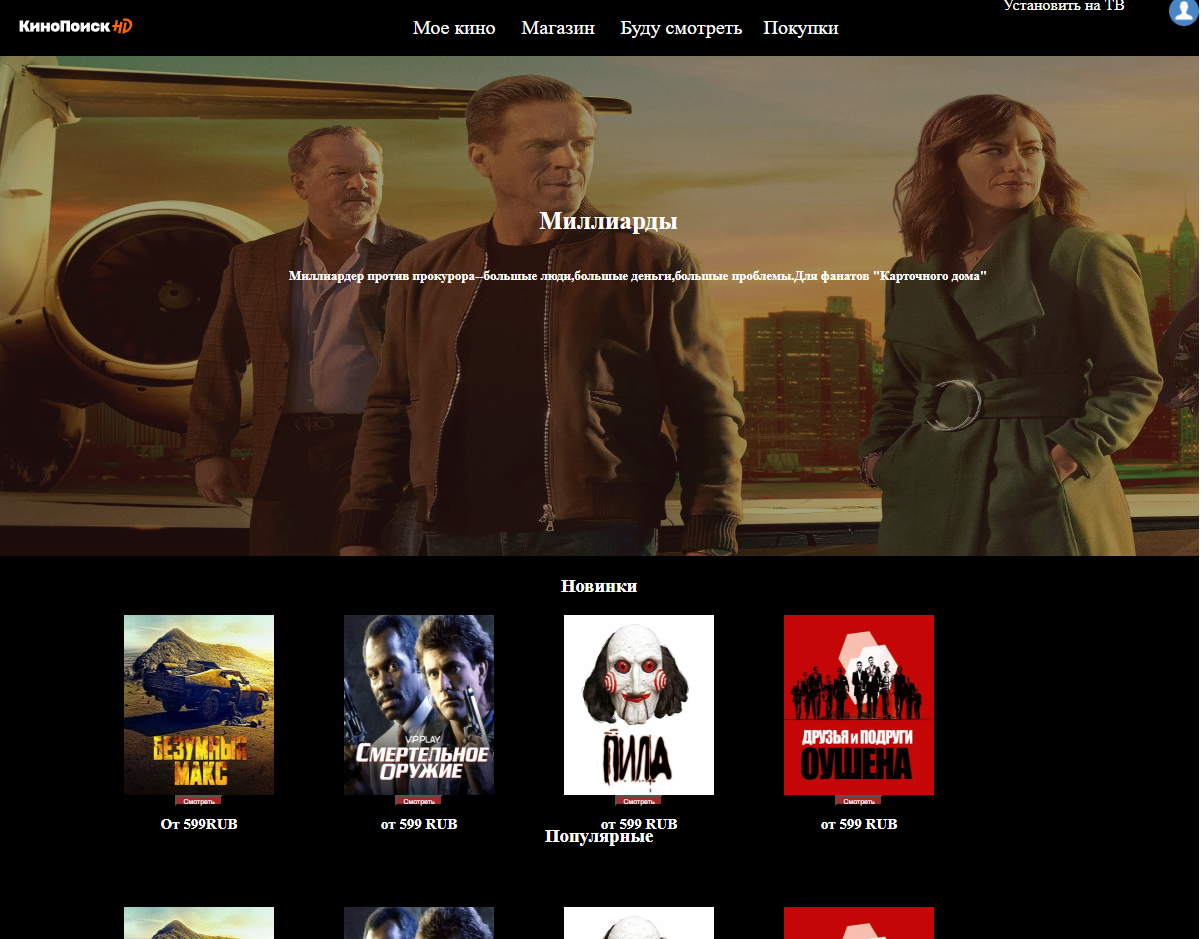 Установить на ТВ
КиноПоиск HD
Мое кино Магазин Буду смотреть Покупки
Миллиарды
Миллиардер против прокурора--большые люди,большые деньги,большые проблемы.Для фанатов "Карточного дома"
Новинки
БЕЗУМНЫЙ
МАКС
VIPPLAY
СМЕРТЕЛЬНОЕ
ОРУЖИЕ
ПИЛА
ДРУЗЬЯ И ПОДРУГИ
ОУШЕНА
Смотреть Смотреть Смотреть Смотреть
От 599RUB от 599 RUB от 599 RUB от 599 RUB
Популярные